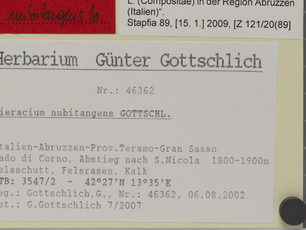 nubitangens
L. (Compositae) in der Region Abruzzen
(Italien)".
Stapfia 89, [15. 1.] 2009, [Z 121/20(89]
Herbarium Günter Gottschlich
Nr.: 46362
ieracium nubitangens GOTTSCHL.
talien-Abruzzen-Prov.Teramo-Gran Sasso
ado di Corno, Abstieg nach S.Nicola 1800-1900m
elsschutt, Felsrasen, Kalk
TB: 3547/2 - 42°27'N 13°35'E
eg.: Gottschlich,G., Nr.: 46362, 06.08.2002
et.: G.Gottschlich 7/2007